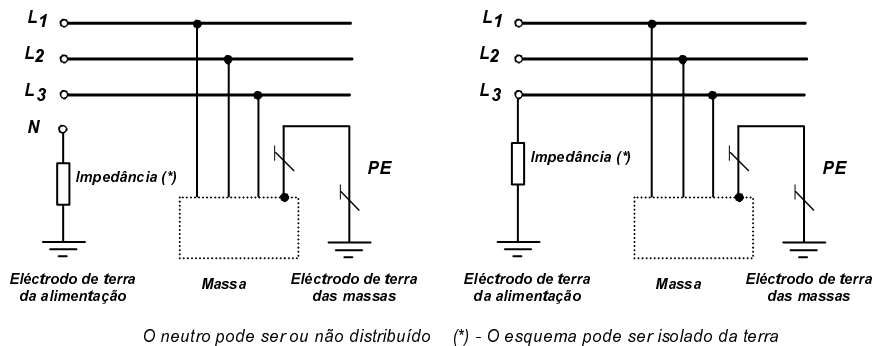 L1
L2
L3
N
Impedância (*)
PE
Eléctrodo de terra
da alimentação
Massa
Eléctrodo de terra
das massas
L1
L2
L3
Impedância (*)
PE
Eléctrodo de terra
da alimentação
Massa
Eléctrodo de terra
das massas
O neutro pode ser ou não distribuído (*) - O esquema pode ser isolado da terra